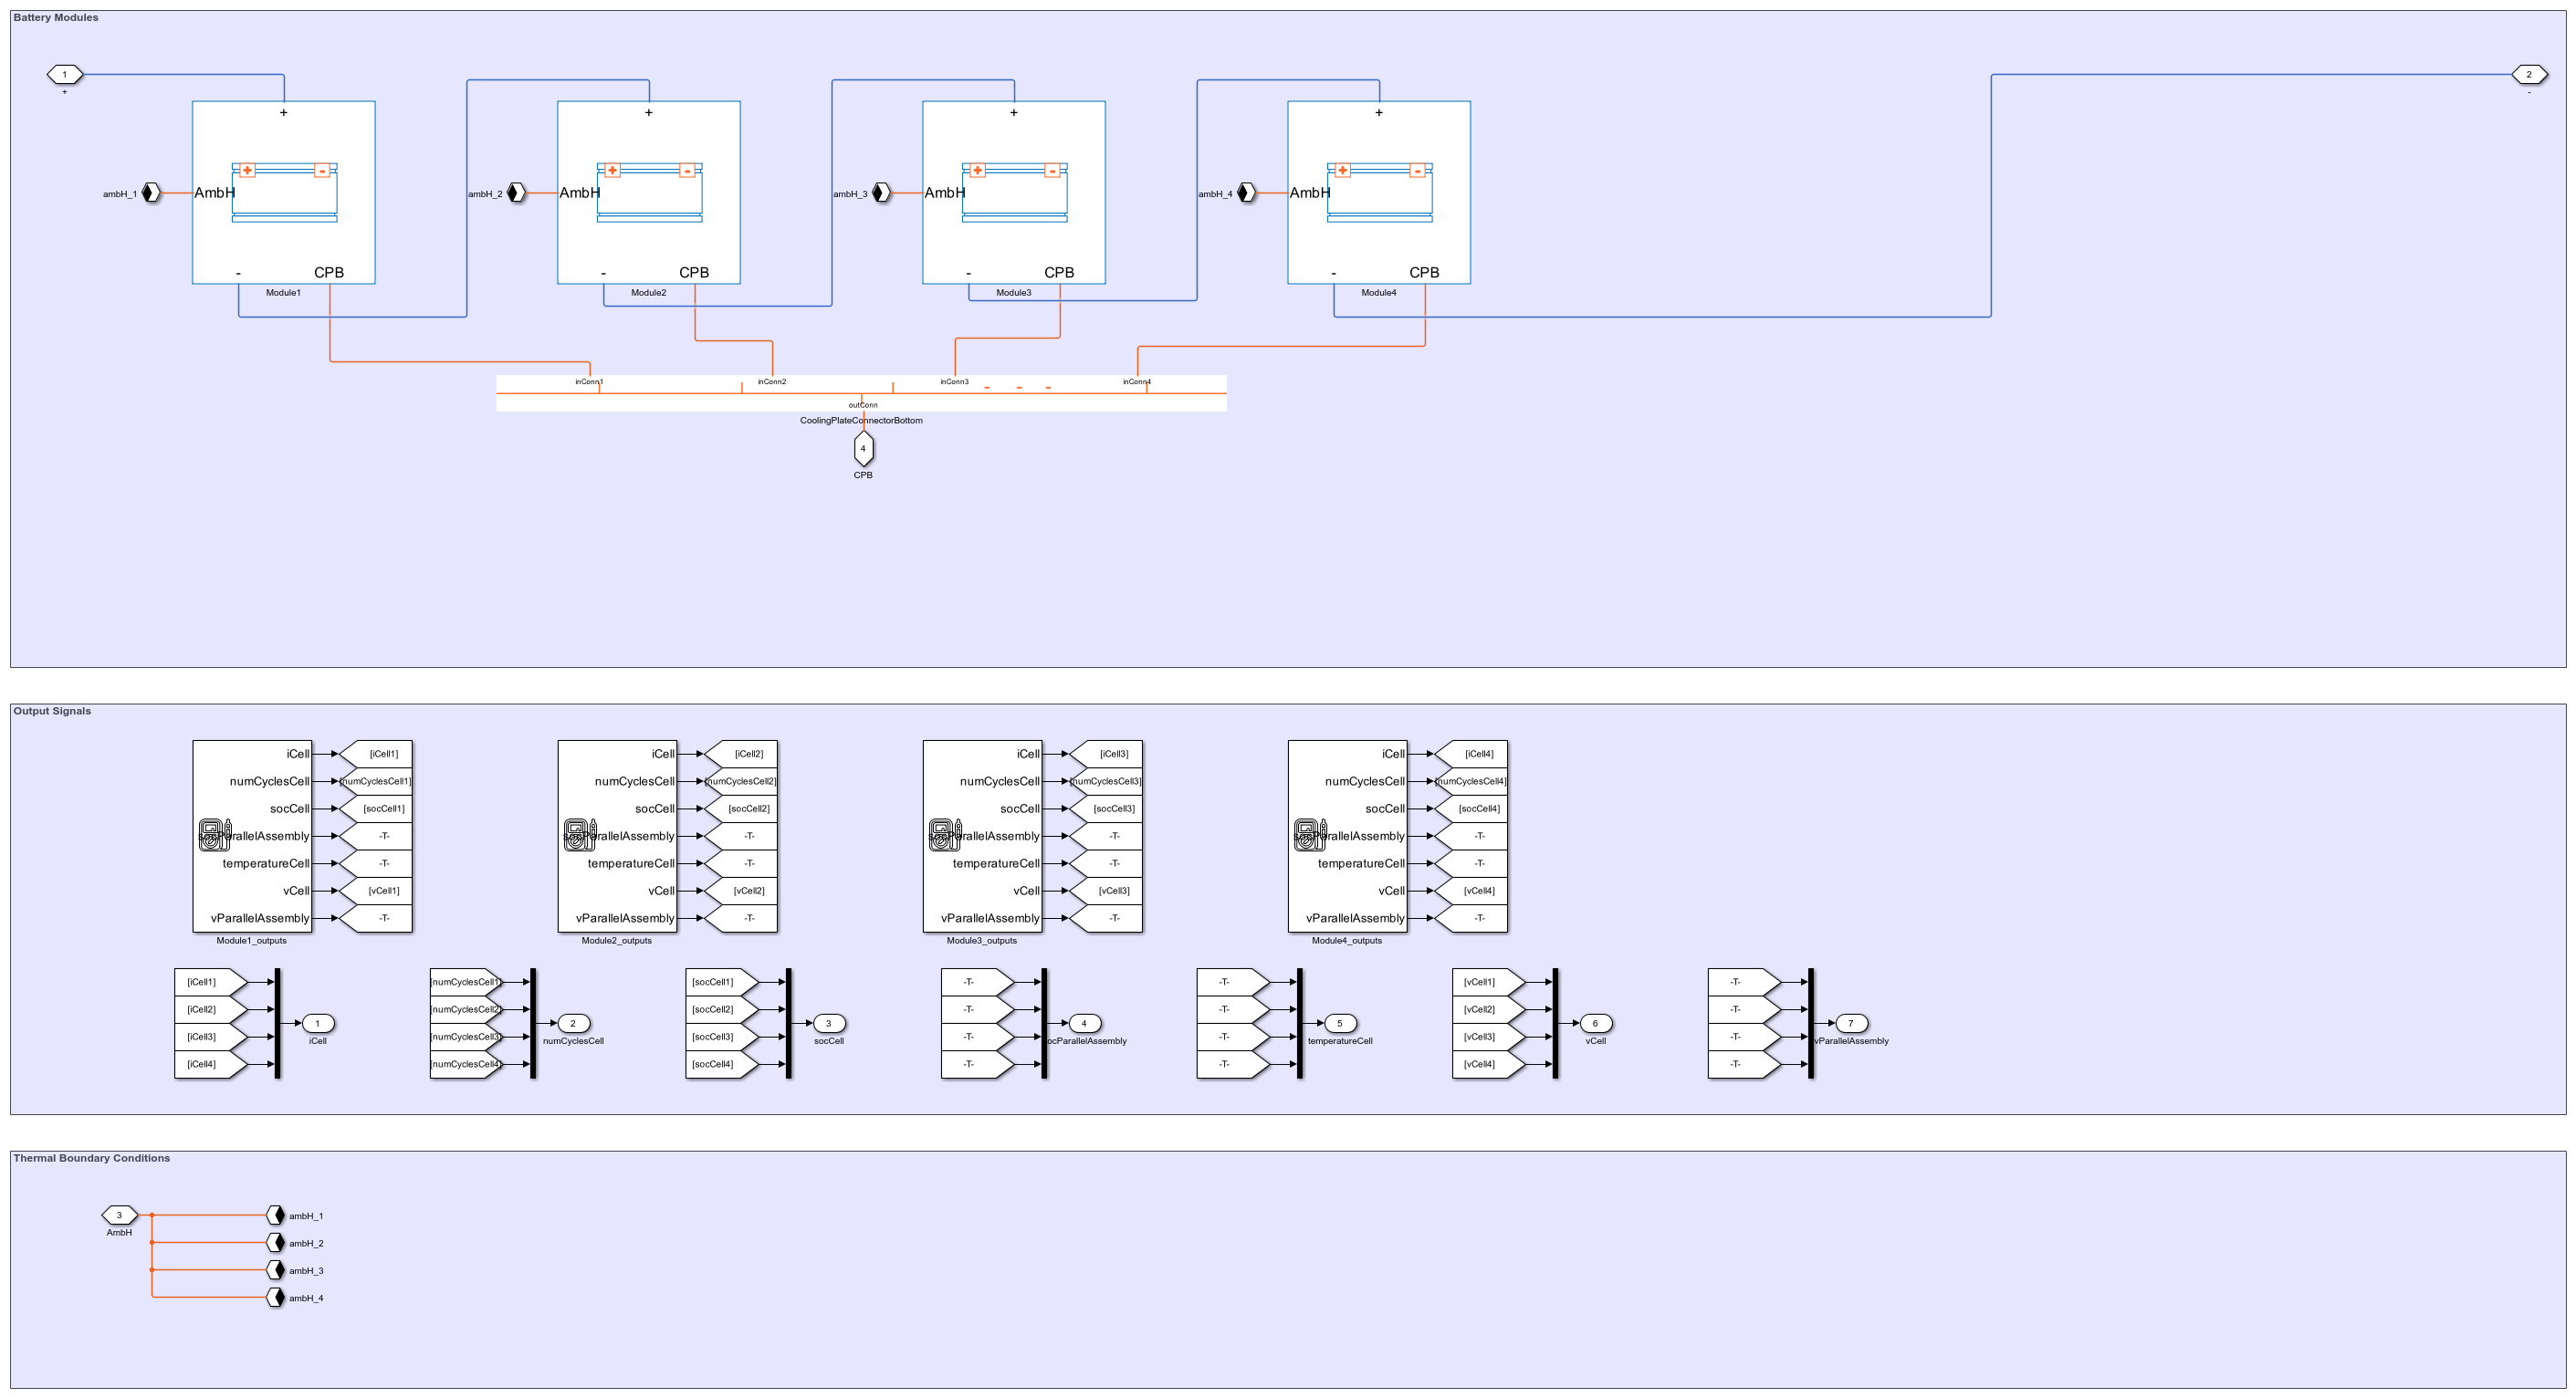 Battery Modules
1
+
2
-
+
+
+
+
ambH_1
AmbH
ambH_2
AmbH
ambH_3
AmbH
ambH_4
AmbH
- CPB
- CPB
- CPB
- CPB
Module1
Module2
Module3
Module4
inConn1
inConn2
inConn3
inConn4
outConn
CoolingPlateConnectorBottom
4
CPB
Output Signals
iCell
[iCell1]
numCyclesCell
[numCyclesCell1]
socCell
[socCell1]
socParallelAssembly
-T-
temperatureCell
-T-
vCell
[vCell1]
vParallelAssembly
-T-
Module1_outputs
iCell
[iCell2]
numCyclesCell
[numCyclesCell2]
socCell
[socCell2]
socParallelAssembly
-T-
temperatureCell
-T-
vCell
[vCell2]
vParallelAssembly
-T-
Module2_outputs
iCell
[iCell3]
numCyclesCell
[numCyclesCell3]
socCell
[socCell3]
socParallelAssembly
-T-
temperatureCell
-T-
vCell
[vCell3]
vParallelAssembly
-T-
Module3_outputs
iCell
[iCell4]
numCyclesCell
[numCyclesCell4]
socCell
[socCell4]
socParallelAssembly
-T-
temperatureCell
-T-
vCell
[vCell4]
vParallelAssembly
-T-
Module4_outputs
[iCell1]
[iCell2]
[iCell3]
[iCell4]
1
iCell
[numCyclesCell1]
[numCyclesCell2]
[numCyclesCell3]
[numCyclesCell4]
2
numCyclesCell
[socCell1]
[socCell2]
[socCell3]
[socCell4]
3
socCell
-T-
-T-
-T-
-T-
4
ocParallelAssembly
-T-
-T-
-T-
-T-
5
temperatureCell
[vCell1]
[vCell2]
[vCell3]
[vCell4]
6
vCell
-T-
-T-
-T-
-T-
7
vParallelAssembly
Thermal Boundary Conditions
3
AmbH
ambH_1
ambH_2
ambH_3
ambH_4